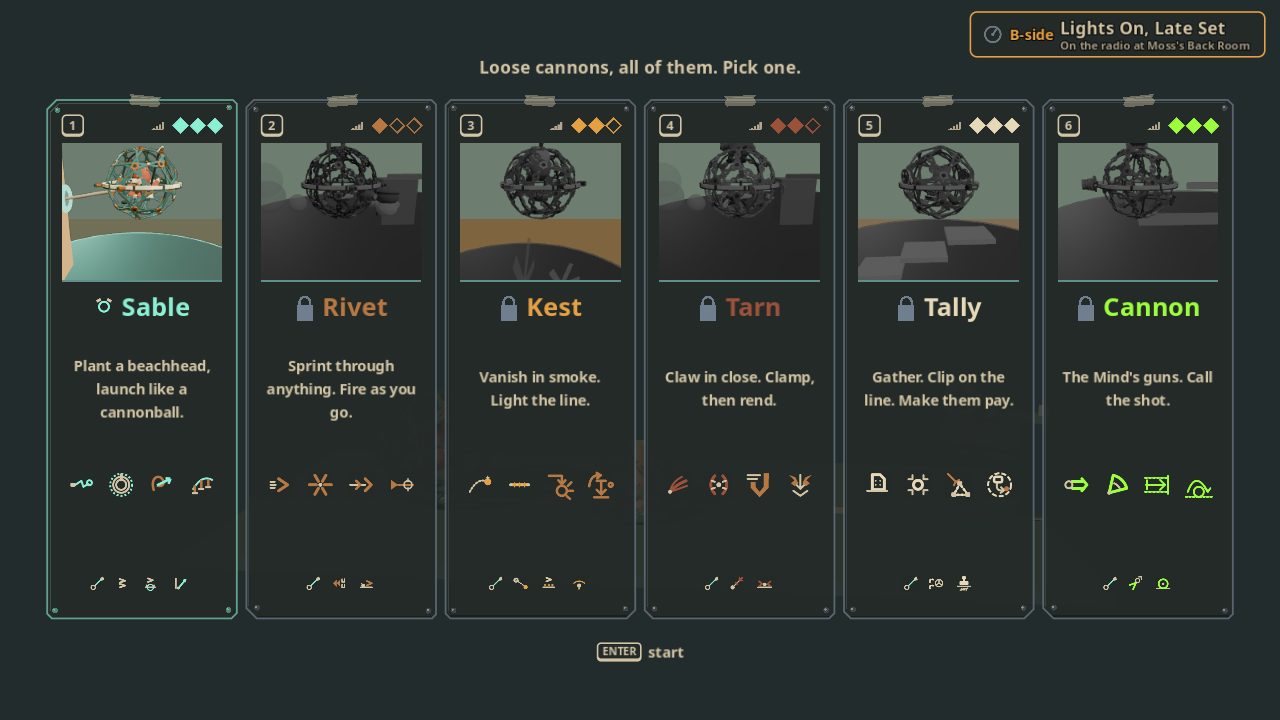 B-side Lights On, Late Set
On the radio at Moss's Back Room
Loose cannons, all of them. Pick one.
1
2
3
4
5
6
Sable
Rivet
Kest
Tarn
Tally
Cannon
Plant a beachhead,
launch like a
cannonball.
Sprint through
anything. Fire as you
go.
Vanish in smoke.
Light the line.
Claw in close. Clamp,
then rend.
Gather. Clip on the
line. Make them pay.
The Mind's guns. Call
the shot.
ENTER start